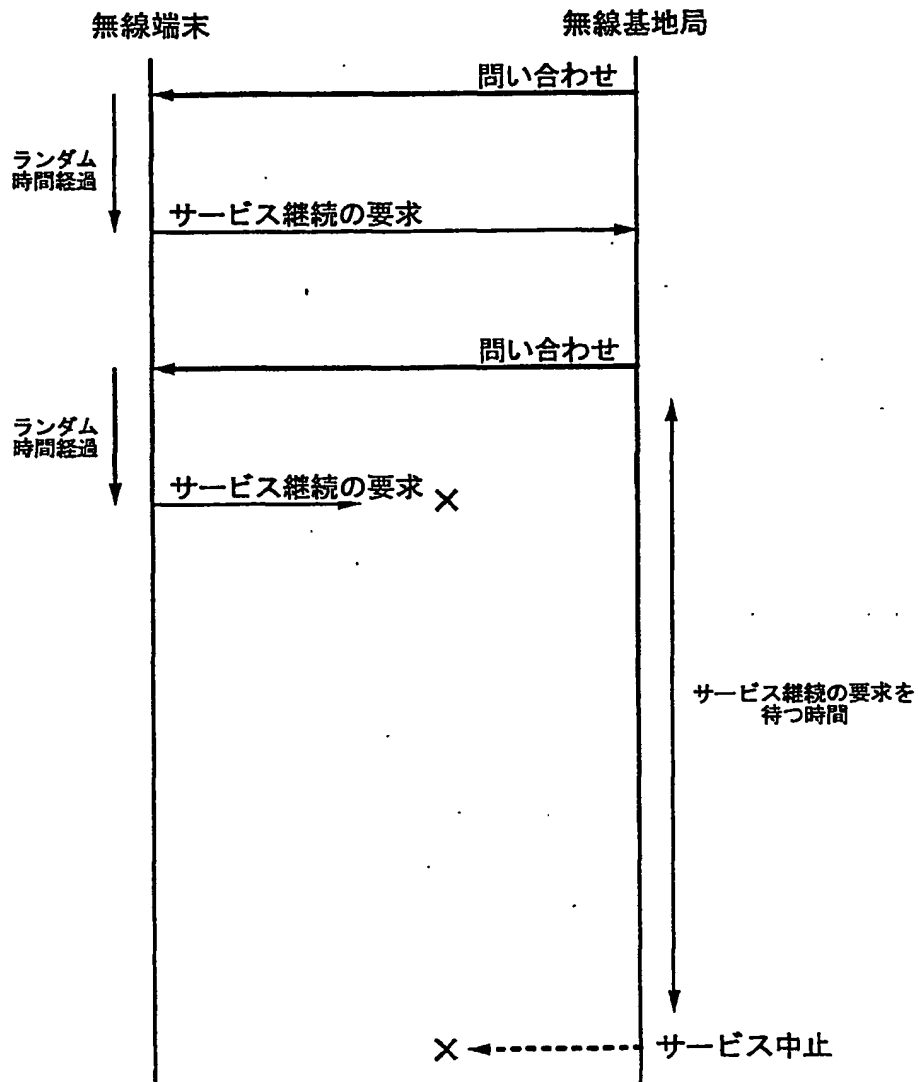 無線端末
無線基地局
問い合わせ
ランダム
時間経過
サービス継続の要求
問い合わせ
ランダム
時間経過
サービス継続の要求
サービス継続の要求を
待つ時間
サービス中止